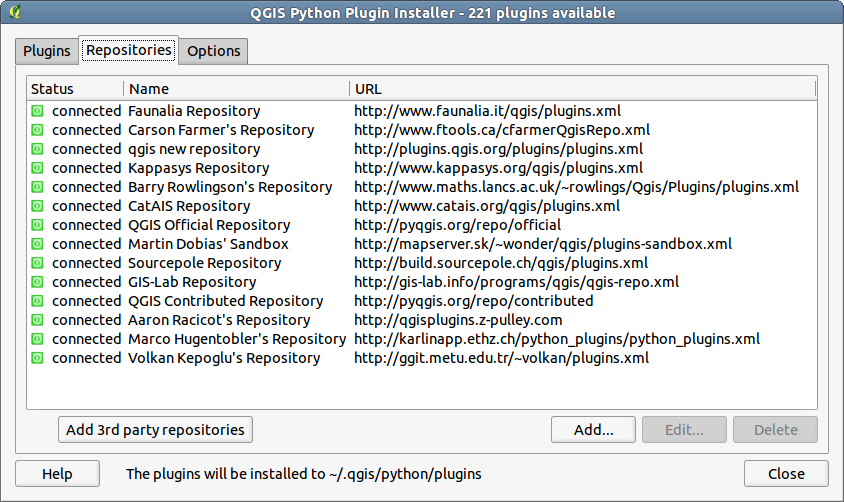 QGIS Python Plugin Installer - 221 plugins available
Plugins Repositories Options
Status Name URL
connected Faunalia Repository http://www.faunalia.it/qgis/plugins.xml
connected Carson Farmer's Repository http://www.ftools.ca/cfarmerQgisRepo.xml
connected qgis new repository http://plugins.qgis.org/plugins/plugins.xml
connected Kappasys Repository http://www.kappasys.org/qgis/plugins.xml
connected Barry Rowlingson's Repository http://www.maths.lancs.ac.uk/~rowlings/Qgis/Plugins/plugins.xml
connected CatAIS Repository http://www.catais.org/qgis/plugins.xml
connected QGIS Official Repository http://pyqgis.org/repo/official
connected Martin Dobias' Sandbox http://mapserver.sk/~wonder/qgis/plugins-sandbox.xml
connected Sourcepole Repository http://build.sourcepole.ch/qgis/plugins.xml
connected GIS-Lab Repository http://gis-lab.info/programs/qgis/qgis-repo.xml
connected QGIS Contributed Repository http://pyqgis.org/repo/contributed
connected Aaron Racicot's Repository http://qgisplugins.z-pulley.com
connected Marco Hugentobler's Repository http://karlinapp.ethz.ch/python_plugins/python_plugins.xml
connected Volkan Kepoglu's Repository http://ggit.metu.edu.tr/~volkan/plugins.xml
Add 3rd party repositories Add... Edit... Delete
Help The plugins will be installed to ~/.qgis/python/plugins Close